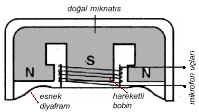 doğal mıknatıs
S
N
N
mikrofon uçları
esnek
diyafram
hareketli
bobin